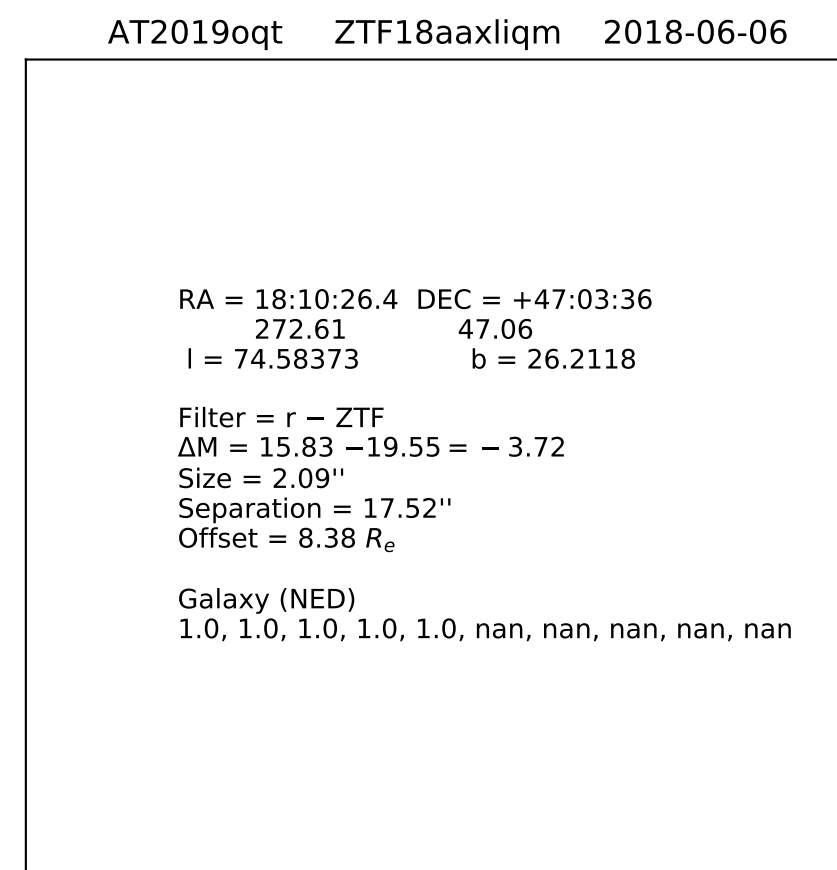 AT2019oqt ZTF18aaxliqm 2018-06-06
RA = 18:10:26.4 DEC = +47:03:36
272.61 47.06
l = 74.58373 b = 26.2118
Filter = r − ZTF
ΔM = 15.83 −19.55 = − 3.72
Size = 2.09''
Separation = 17.52''
Offset = 8.38 Re
Galaxy (NED)
1.0, 1.0, 1.0, 1.0, 1.0, nan, nan, nan, nan, nan